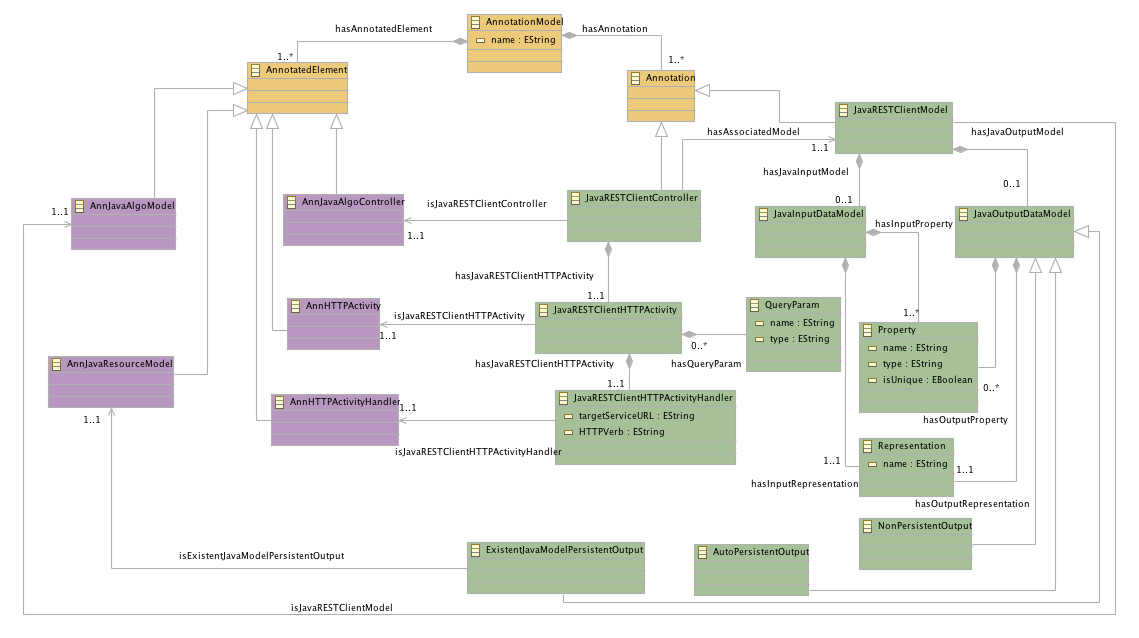 AnnotationModel
name : EString
hasAnnotatedElement
hasAnnotation
1..*
1..*
AnnotatedElement
Annotation
JavaRESTClientModel
hasAssociatedModel
1..1
hasJavaOutputModel
hasJavaInputModel
0..1
0..1
AnnJavaAlgoModel
1..1
AnnJavaAlgoController
isJavaRESTClientController
1..1
JavaRESTClientController
JavaInputDataModel
hasInputProperty
JavaOutputDataModel
hasJavaRESTClientHTTPActivity
1..1
AnnHTTPActivity
isJavaRESTClientHTTPActivity
1..1
JavaRESTClientHTTPActivity
QueryParam
name : EString
type : EString
0..*
hasQueryParam
1..*
Property
name : EString
type : EString
isUnique : EBoolean
0..*
hasOutputProperty
AnnJavaResourceModel
1..1
hasJavaRESTClientHTTPActivity
1..1
AnnHTTPActivityHandler
1..1
JavaRESTClientHTTPActivityHandler
targetServiceURL : EString
HTTPVerb : EString
isJavaRESTClientHTTPActivityHandler
Representation
name : EString
1..1
1..1
hasInputRepresentation
hasOutputRepresentation
NonPersistentOutput
isExistentJavaModelPersistentOutput
ExistentJavaModelPersistentOutput
AutoPersistentOutput
isJavaRESTClientModel